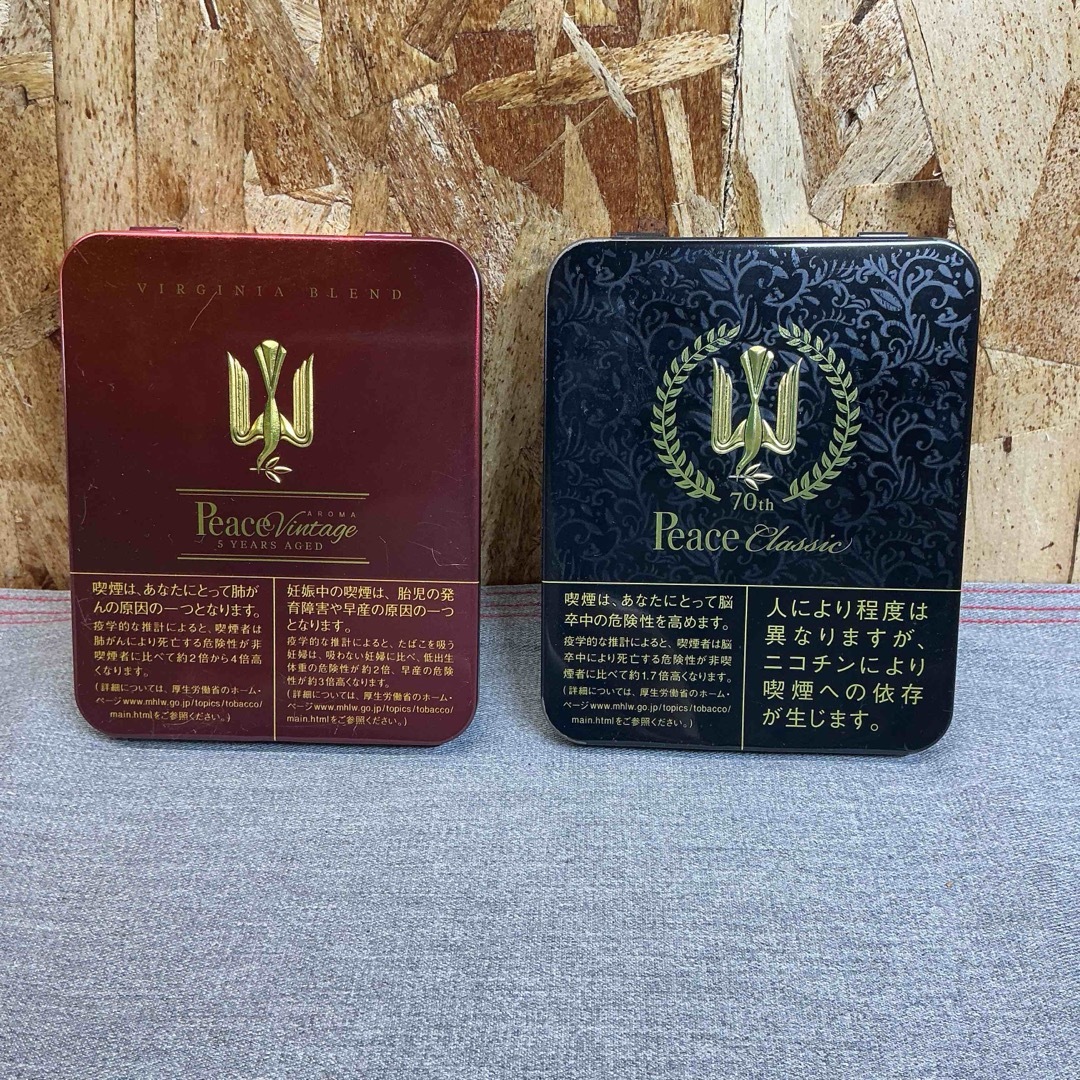 VIRGINIA BLEND
AROMA
Peace Vintage
5 YEARS AGED
喫煙は、あなたにとって肺が
んの原因の一つとなります。
疫学的な推計によると、喫煙者は
肺がんにより死亡する危険性が非
喫煙者に比べて約2倍から4倍高
くなります。
(詳細については、厚生労働省のホーム・
ページwww.mhlw.go.jp/topics/tobacco/
main.htmlをご参照ください。)
妊娠中の喫煙は、胎児の発
育障害や早産の原因の一つ
となります。
疫学的な推計によると、たばこを吸う
妊婦は、吸わない妊婦に比べ、低出生
体重の危険性が約2倍、早産の危険
性が約3倍高くなります。
(詳細については、厚生労働省のホーム・
ページwww.mhlw.go.jp/topics/tobacco/
main.htmlをご参照ください。)
70th
Peace Classic
喫煙は、あなたにとって脳
卒中の危険性を高めます。
疫学的な推計によると、喫煙者は脳
卒中により死亡する危険性が非喫
煙者に比べて約1.7倍高くなります。
(詳細については、厚生労働省のホーム・
ページwww.mhlw.go.jp/topics/tobacco/
main.htmlをご参照ください。)
人により程度は
異なりますが、
ニコチンにより
喫煙への依存
が生じます。